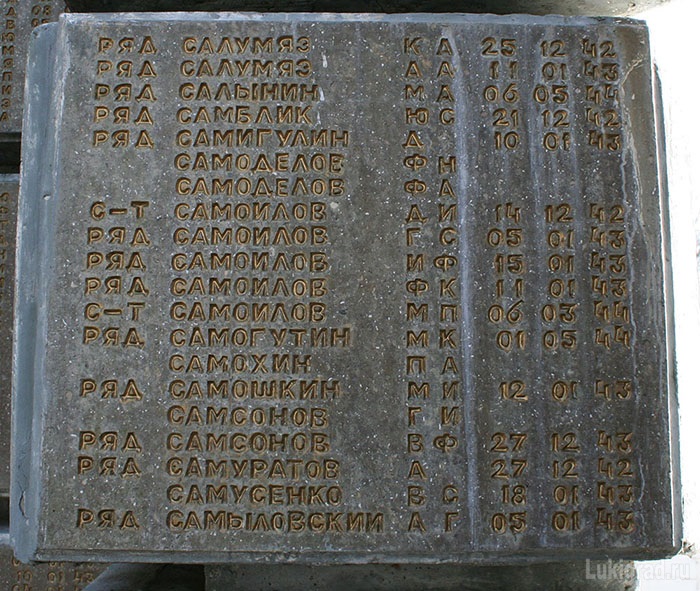 РЯД САЛУМЯЗ К А 25 12 42
РЯД САЛУМЯЗ А А 11 01 43
РЯД САЛЫНИН М А 06 05 44
РЯД САМБЛИК Ю С 21 12 42
РЯД САМИГУЛИН Д 10 01 43
САМОДЕЛОВ Ф Н
САМОДЕЛОВ Ф А
С-Т САМОИЛОВ Д И 14 12 42
РЯД САМОИЛОВ Г С 05 01 43
РЯД САМОИЛОВ И Ф 15 01 43
РЯД САМОИЛОВ Ф К 11 01 43
С-Т САМОИЛОВ М П 06 03 44
РЯД САМОГУТИН М К 01 05 44
САМОХИН П А
РЯД САМОШКИН М И 12 01 43
САМСОНОВ Г И
РЯД САМСОНОВ В Ф 27 12 43
РЯД САМУРАТОВ А 27 12 42
САМУСЕНКО В С 18 01 43
РЯД САМЫЛОВСКИЙ А Г 05 01 43
Lukigrad.ru